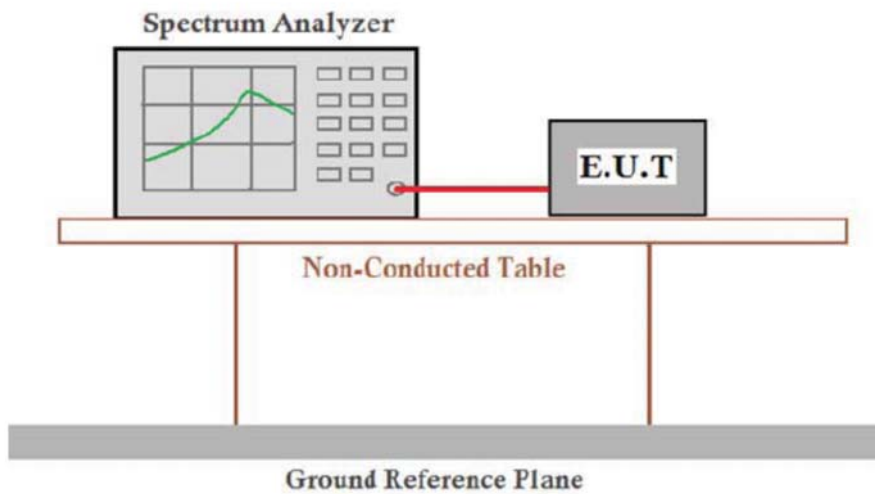 Spectrum Analyzer
E.U.T
Non-Conducted Table
Ground Reference Plane